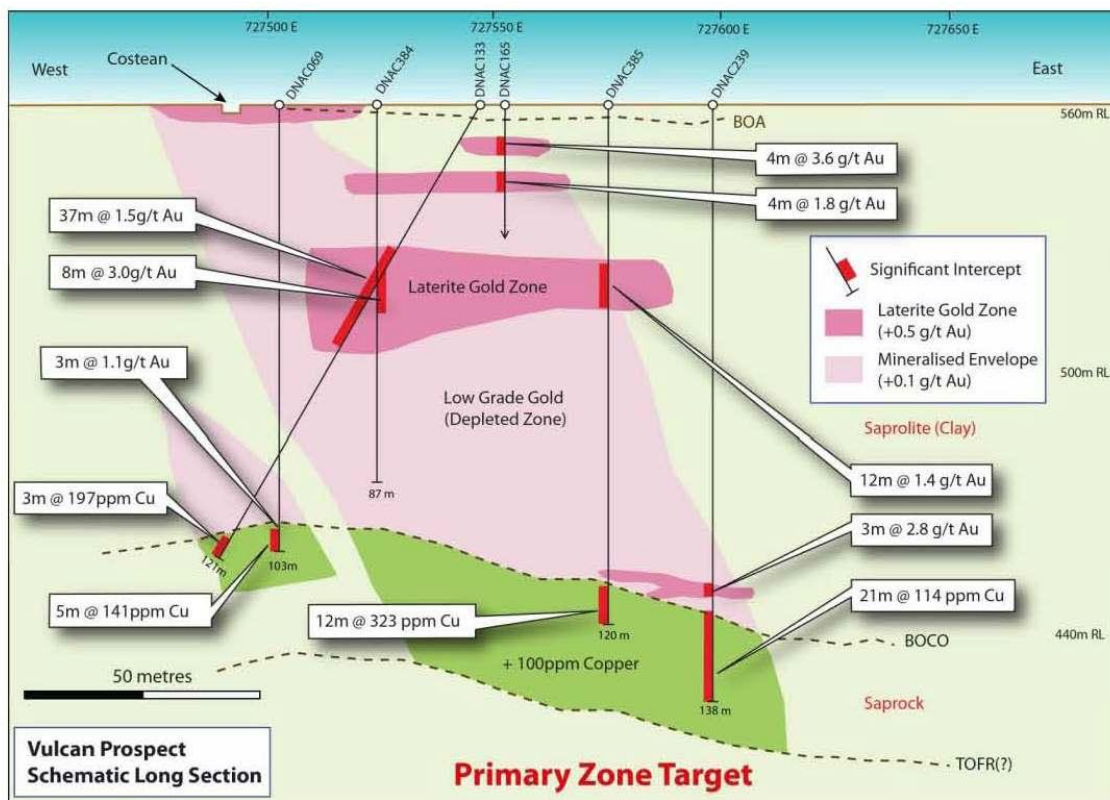 727500 E
727550 E
727600 E
727650 E
West
Costean
DNAC069
DNAC384
DNAC133
DNAC165
DNAC385
DNAC239
East
BOA
560m RL
4m @ 3.6 g/t Au
4m @ 1.8 g/t Au
37m @ 1.5g/t Au
8m @ 3.0g/t Au
Laterite Gold Zone
Significant Intercept
Laterite Gold Zone
(+0.5 g/t Au)
Mineralised Envelope
(+0.1 g/t Au)
3m @ 1.1g/t Au
500m RL
Low Grade Gold
(Depleted Zone)
Saprolite (Clay)
12m @ 1.4 g/t Au
3m @ 197ppm Cu
87 m
3m @ 2.8 g/t Au
121m
103m
5m @ 141ppm Cu
12m @ 323 ppm Cu
120 m
21m @ 114 ppm Cu
440m RL
BOCO
+ 100ppm Copper
50 metres
138 m
Saprock
Vulcan Prospect
Schematic Long Section
Primary Zone Target
TOFR(?)